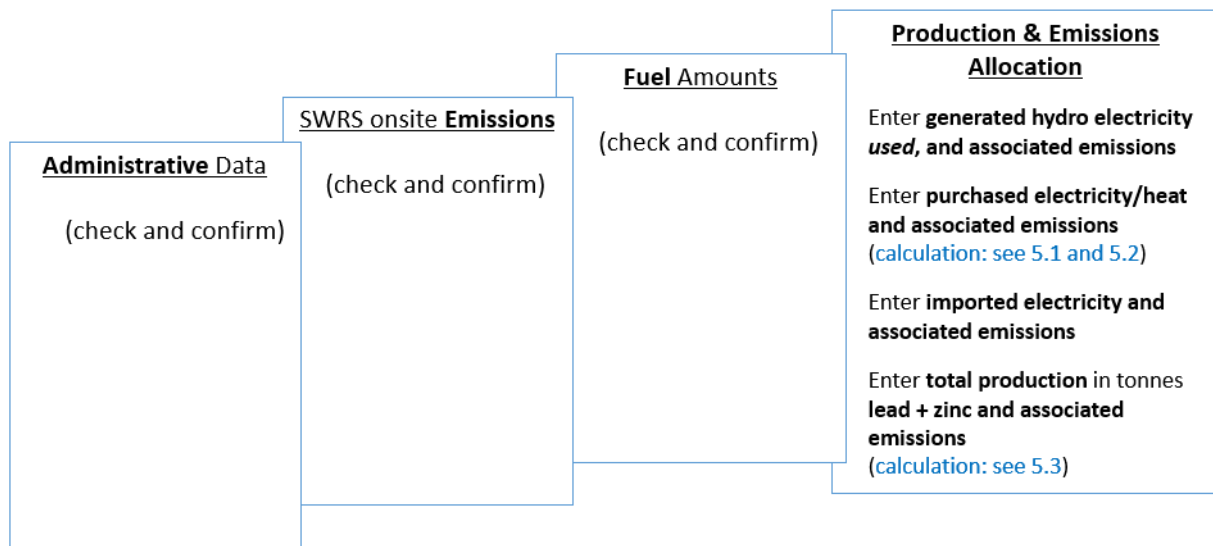 Administrative Data
(check and confirm)
SWRS onsite Emissions
(check and confirm)
Fuel Amounts
(check and confirm)
Production & Emissions
Allocation
Enter generated hydro electricity
used, and associated emissions
Enter purchased electricity/heat
and associated emissions
(calculation: see 5.1 and 5.2)
Enter imported electricity and
associated emissions
Enter total production in tonnes
lead + zinc and associated
emissions
(calculation: see 5.3)